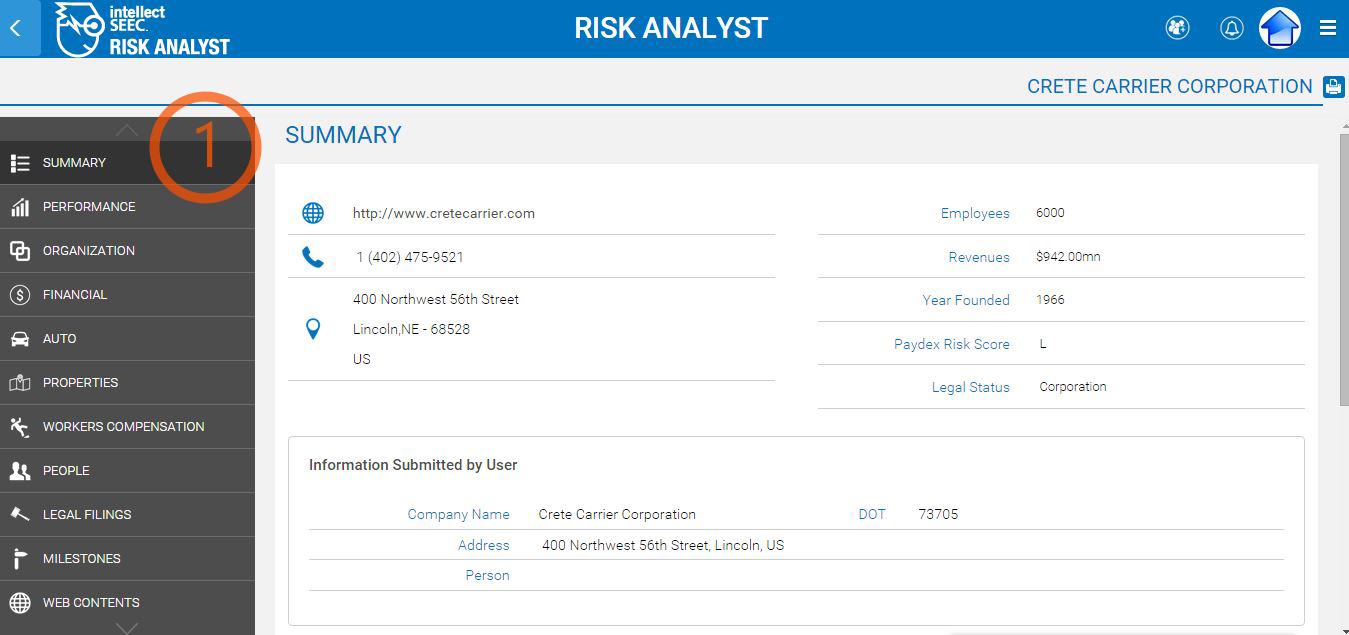 intellect
SEEC.
RISK ANALYST
RISK ANALYST
CRETE CARRIER CORPORATION
1
SUMMARY
PERFORMANCE
ORGANIZATION
FINANCIAL
AUTO
PROPERTIES
WORKERS COMPENSATION
PEOPLE
LEGAL FILINGS
MILESTONES
WEB CONTENTS
SUMMARY
http://www.cretecarrier.com
1 (402) 475-9521
400 Northwest 56th Street
Lincoln,NE - 68528
US
Employees 6000
Revenues $942.00mn
Year Founded 1966
Paydex Risk Score L
Legal Status Corporation
Information Submitted by User
Company Name Crete Carrier Corporation DOT 73705
Address 400 Northwest 56th Street, Lincoln, US
Person